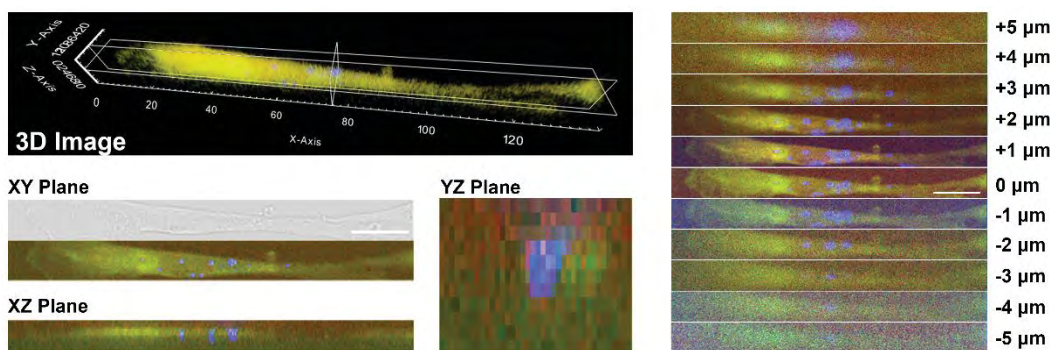 Y-Axis
Z-Axis
0
20
40
60
80
100
120
X-Axis
3D Image
XY Plane
XZ Plane
YZ Plane
+5 µm
+4 µm
+3 µm
+2 µm
+1 µm
0 µm
-1 µm
-2 µm
-3 µm
-4 µm
-5 µm